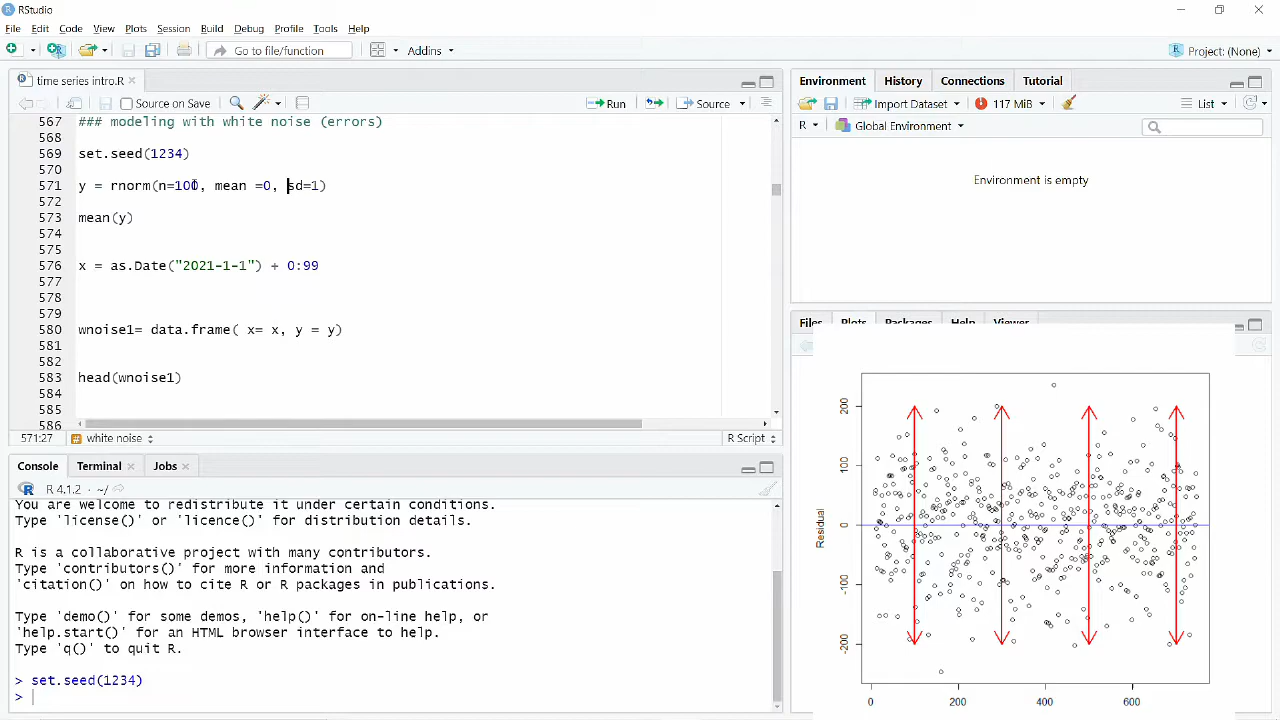 RStudio
File Edit Code View Plots Session Build Debug Profile Tools Help
Go to file/function Addins Project: (None)
time series intro.R
Source on Save Run Source
567 ### modeling with white noise (errors)
568
569 set.seed(1234)
570
571 y = rnorm(n=100, mean =0, sd=1)
572
573 mean(y)
574
575
576 x = as.Date("2021-1-1") + 0:99
577
578
579
580 wnoise1= data.frame( x= x, y = y)
581
582
583 head(wnoise1)
584
585
586
571:27 # white noise R Script
Console Terminal Jobs
R 4.1.2 · ~/
You are welcome to redistribute it under certain conditions.
Type 'license()' or 'licence()' for distribution details.
R is a collaborative project with many contributors.
Type 'contributors()' for more information and
'citation()' on how to cite R or R packages in publications.
Type 'demo()' for some demos, 'help()' for on-line help, or
'help.start()' for an HTML browser interface to help.
Type 'q()' to quit R.
> set.seed(1234)
>
Environment History Connections Tutorial
Import Dataset 117 MiB List
R Global Environment
Environment is empty
Files Plots Packages Help Viewer
200
100
0
-100
-200
Residual
0 200 400 600